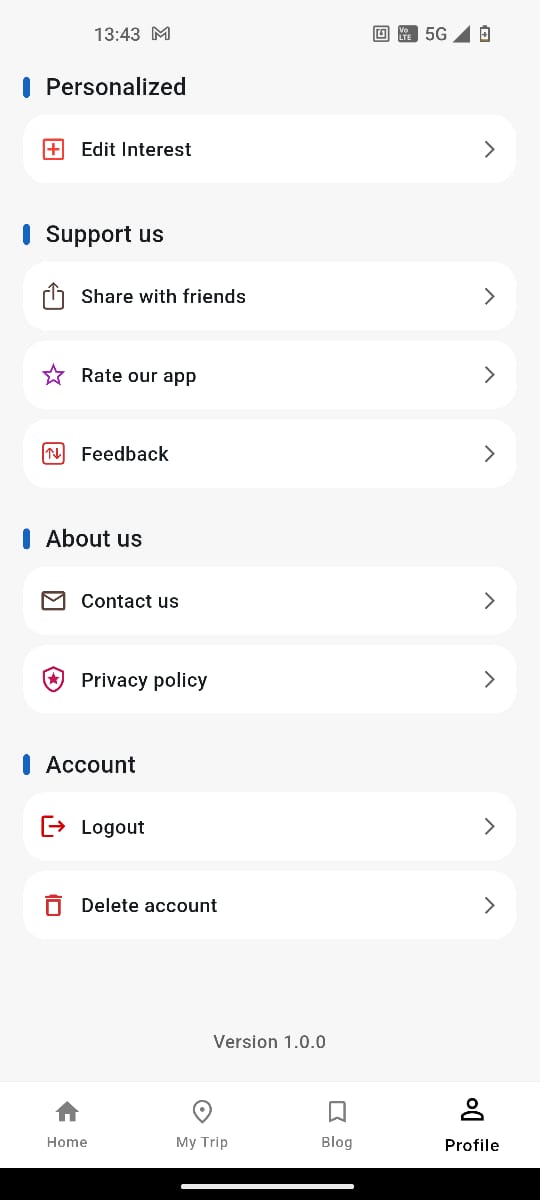 13:43
Vo
LTE
5G
Personalized
Edit Interest
Support us
Share with friends
Rate our app
Feedback
About us
Contact us
Privacy policy
Account
Logout
Delete account
Version 1.0.0
Home
My Trip
Blog
Profile